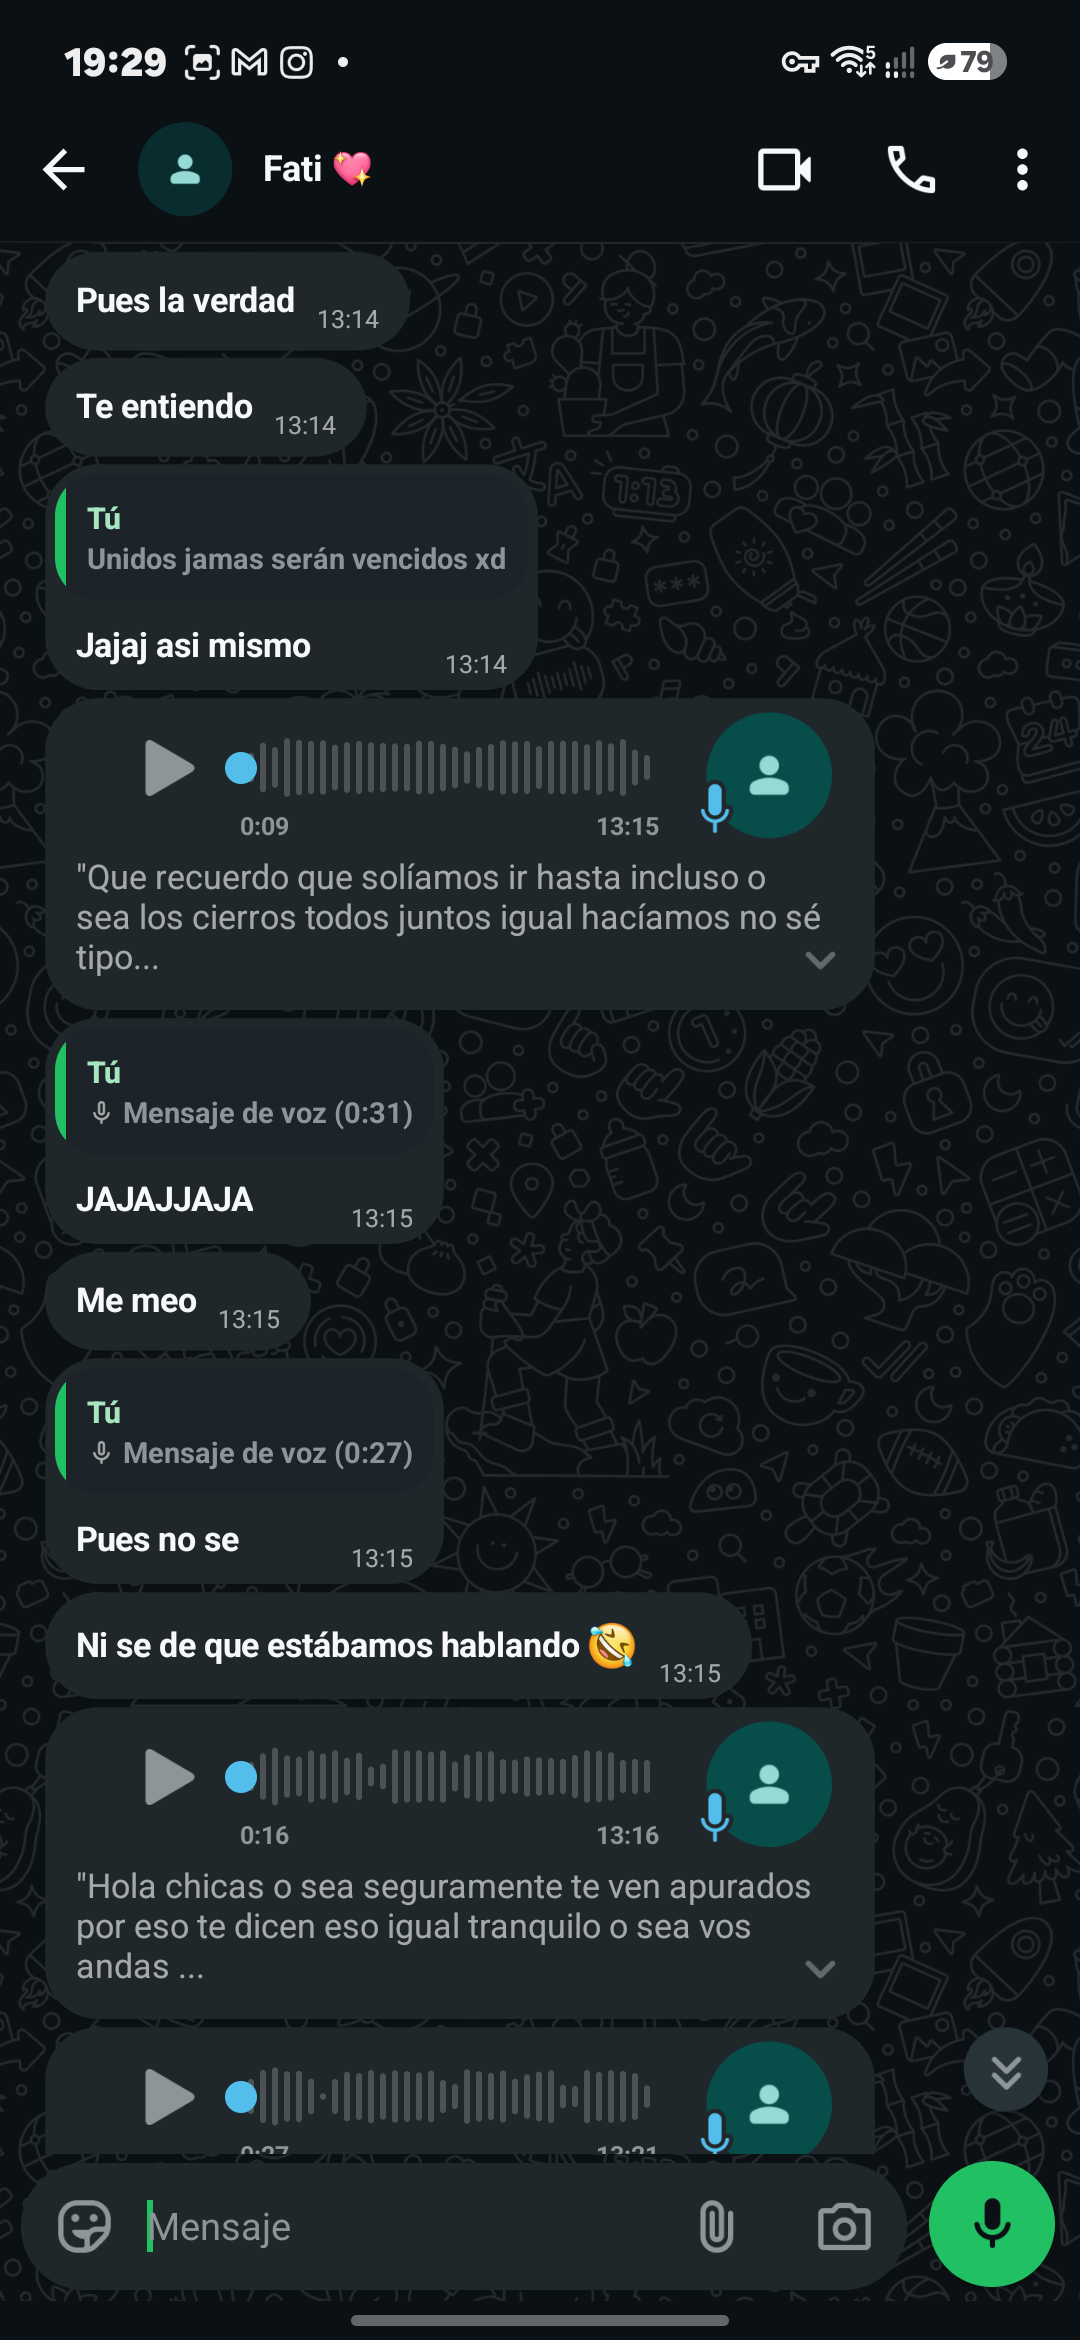 19:29
5
79
Fati 💖
Pues la verdad 13:14
Te entiendo 13:14
Tú
Unidos jamas serán vencidos xd
Jajaj asi mismo 13:14
0:09 13:15
"Que recuerdo que solíamos ir hasta incluso o
sea los cierros todos juntos igual hacíamos no sé
tipo...
Tú
Mensaje de voz (0:31)
JAJAJJAJA 13:15
Me meo 13:15
Tú
Mensaje de voz (0:27)
Pues no se 13:15
Ni se de que estábamos hablando 🤣 13:15
0:16 13:16
"Hola chicas o sea seguramente te ven apurados
por eso te dicen eso igual tranquilo o sea vos
andas ...
0:27 13:21
Mensaje